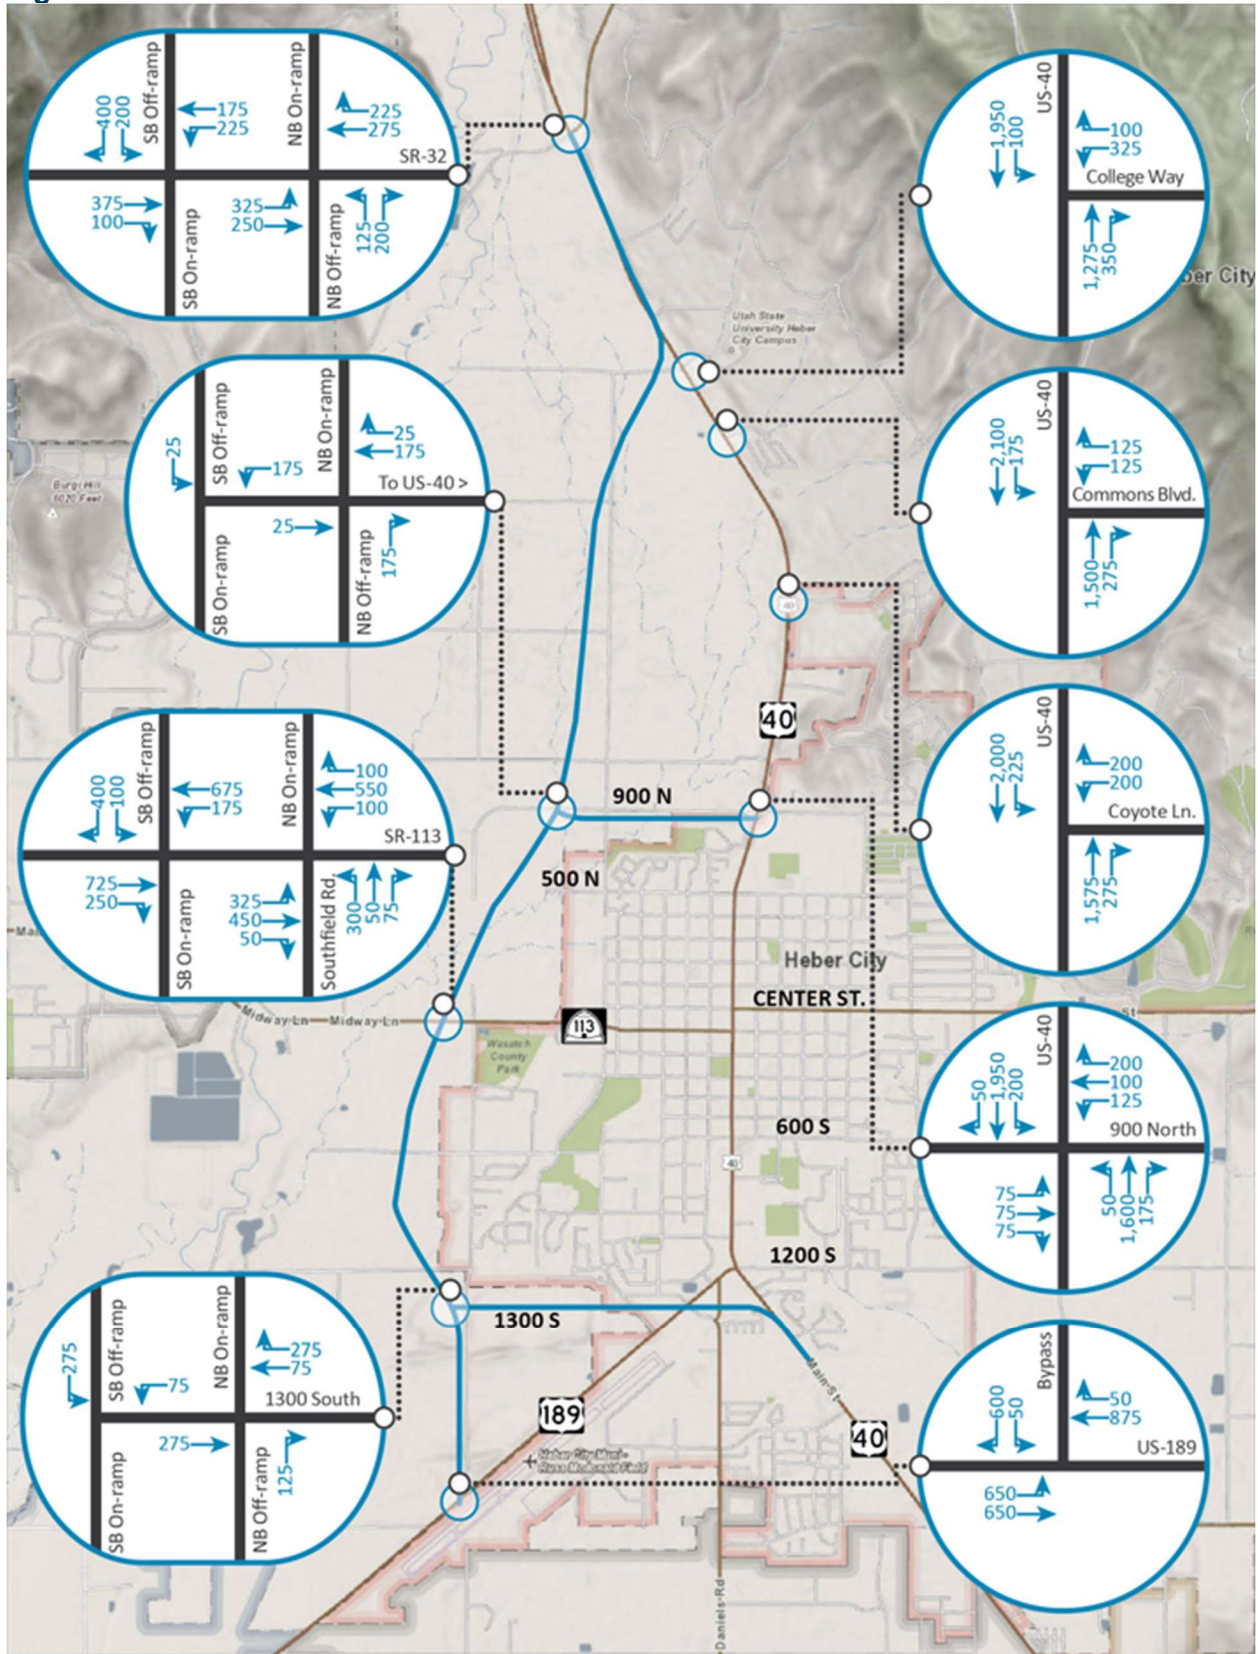 SB Off-ramp
NB On-ramp
400
200
175
225
225
275
SR-32
375
100
325
250
125
200
SB On-ramp
NB Off-ramp
US-40
1,950
100
100
325
College Way
1,275
350
ber City
Utah State
University Heber
City Campus
25
SB Off-ramp
175
NB On-ramp
25
175
To US-40 >
25
175
SB On-ramp
NB Off-ramp
US-40
2,100
175
125
125
Commons Blvd.
1,500
275
40
40
SB Off-ramp
NB On-ramp
400
100
675
175
100
550
100
SR-113
725
250
325
450
50
300
50
75
SB On-ramp
Southfield Rd.
US-40
2,000
225
200
200
Coyote Ln.
1,575
275
900 N
500 N
Heber City
CENTER ST.
St
Midway-Ln
Midway-Ln
113
Wasatch
County
Park
600 S
40
1200 S
1300 S
US-40
50
1,950
200
200
100
125
900 North
75
75
75
50
1,600
175
275
SB Off-ramp
75
NB On-ramp
275
75
1300 South
275
125
SB On-ramp
NB Off-ramp
189
Main-St
40
Heber City Muni-
Russ McDonald Field
Daniels-Rd
Bypass
600
50
50
875
US-189
650
650